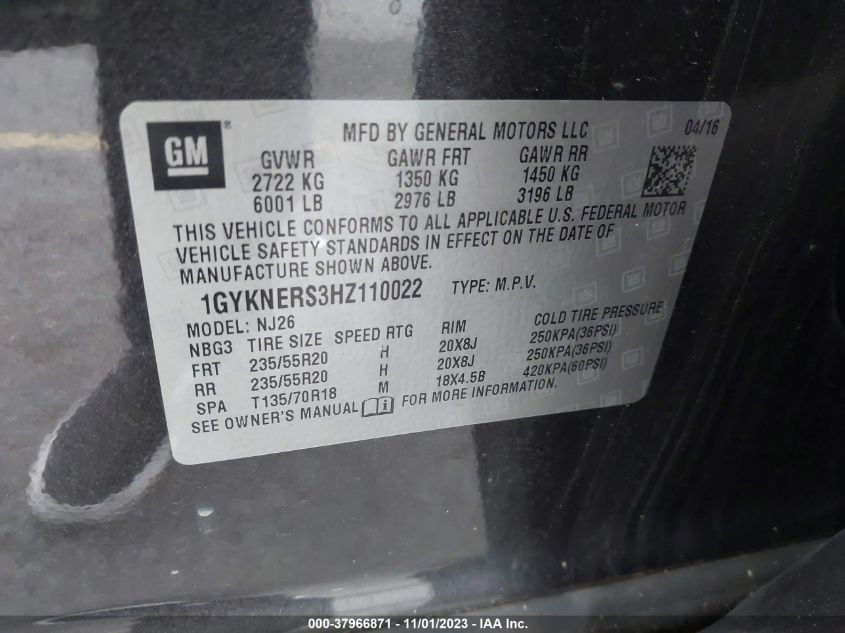 GM ®
MFD BY GENERAL MOTORS LLC 04/16
GVWR GAWR FRT GAWR RR
2722 KG 1350 KG 1450 KG
6001 LB 2976 LB 3196 LB
THIS VEHICLE CONFORMS TO ALL APPLICABLE U.S. FEDERAL MOTOR
VEHICLE SAFETY STANDARDS IN EFFECT ON THE DATE OF
MANUFACTURE SHOWN ABOVE.
1GYKNERS3HZ110022 TYPE: M.P.V.
MODEL: NJ26
NBG3 TIRE SIZE SPEED RTG RIM COLD TIRE PRESSURE
FRT 235/55R20 H 20X8J 250KPA(36PSI)
RR 235/55R20 H 20X8J 250KPA(36PSI)
SPA T135/70R18 M 18X4.5B 420KPA(60PSI)
SEE OWNER'S MANUAL FOR MORE INFORMATION.
000-37966871 - 11/01/2023 - IAA Inc.